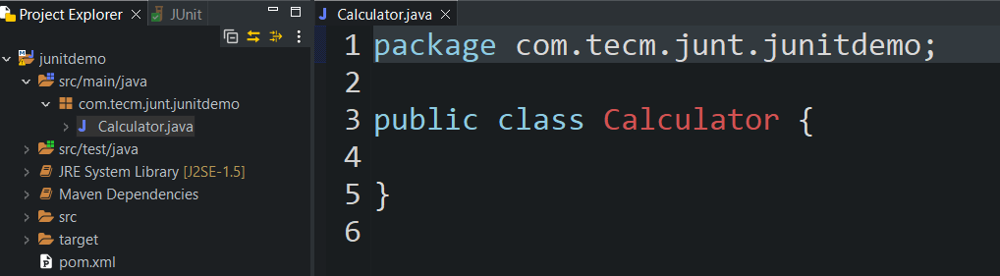 Project Explorer
JUnit
junitdemo
src/main/java
com.tecm.junt.junitdemo
Calculator.java
src/test/java
JRE System Library [J2SE-1.5]
Maven Dependencies
src
target
pom.xml
Calculator.java
1 package com.tecm.junt.junitdemo;
2
3 public class Calculator {
4
5 }
6